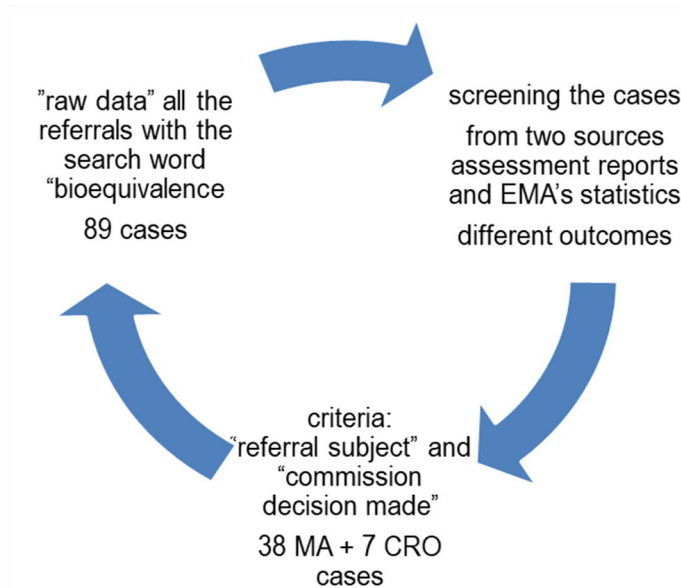 ”raw data” all the
referrals with the
search word
“bioequivalence
89 cases
screening the cases
from two sources
assessment reports
and EMA’s statistics
different outcomes
criteria:
“referral subject” and
“commission
decision made”
38 MA + 7 CRO
cases